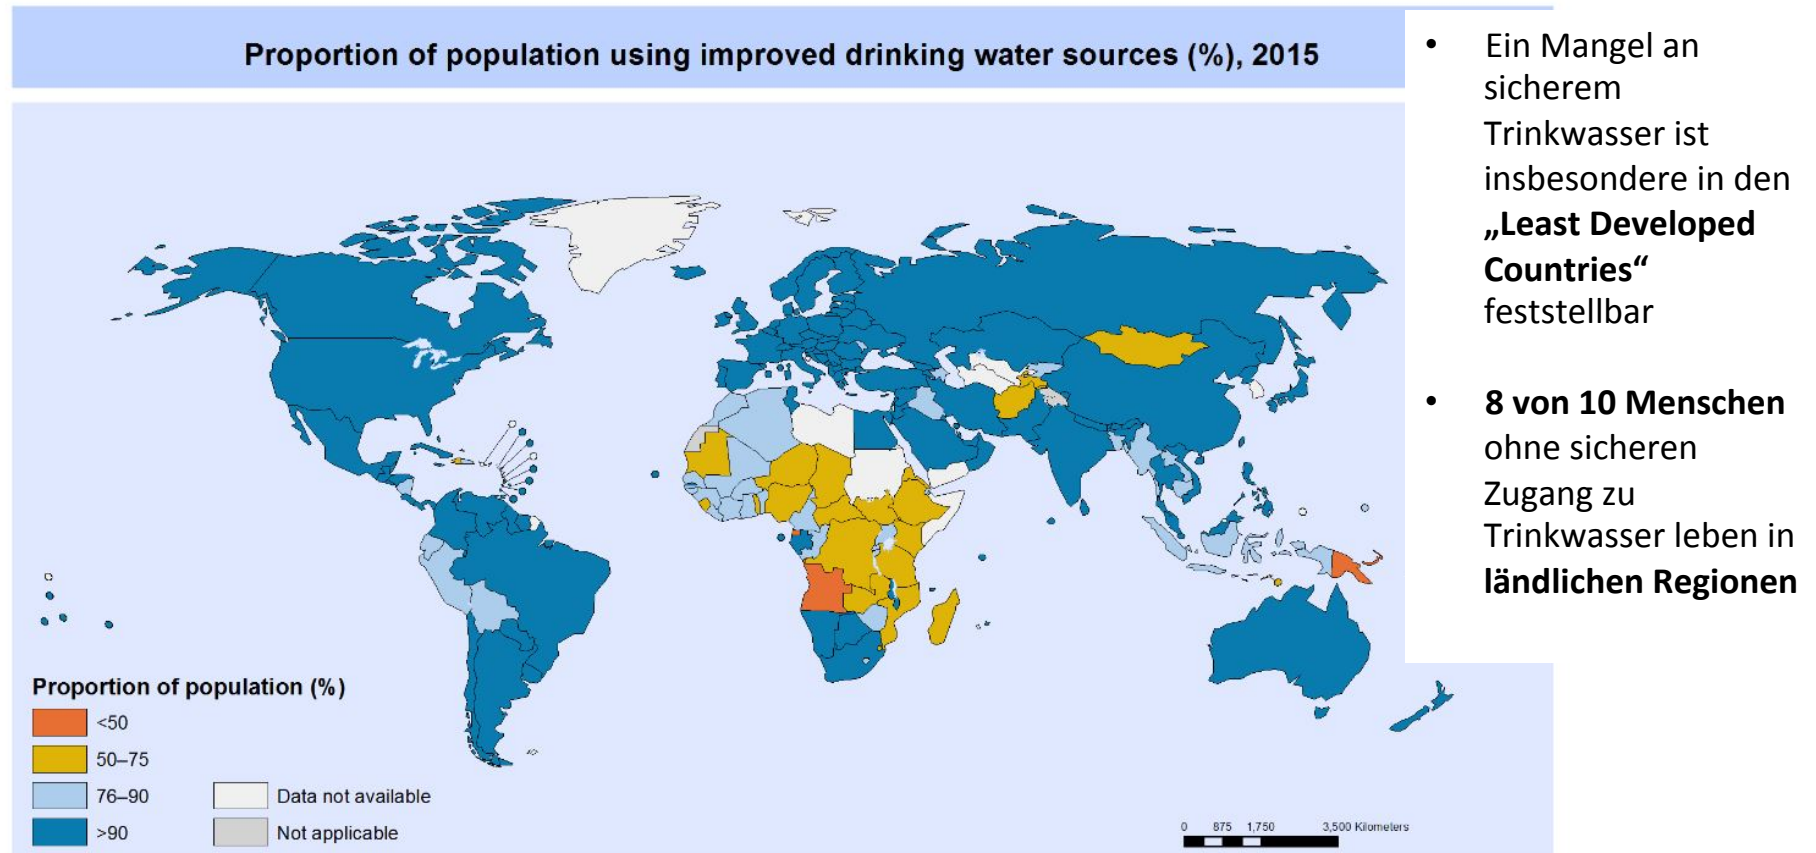 Proportion of population using improved drinking water sources (%), 2015
Proportion of population (%)
<50
50–75
76–90
>90
Data not available
Not applicable
0 875 1,750 3,500 Kilometers
• Ein Mangel an
sicherem
Trinkwasser ist
insbesondere in den
„Least Developed
Countries“
feststellbar
• 8 von 10 Menschen
ohne sicheren
Zugang zu
Trinkwasser leben in
ländlichen Regionen